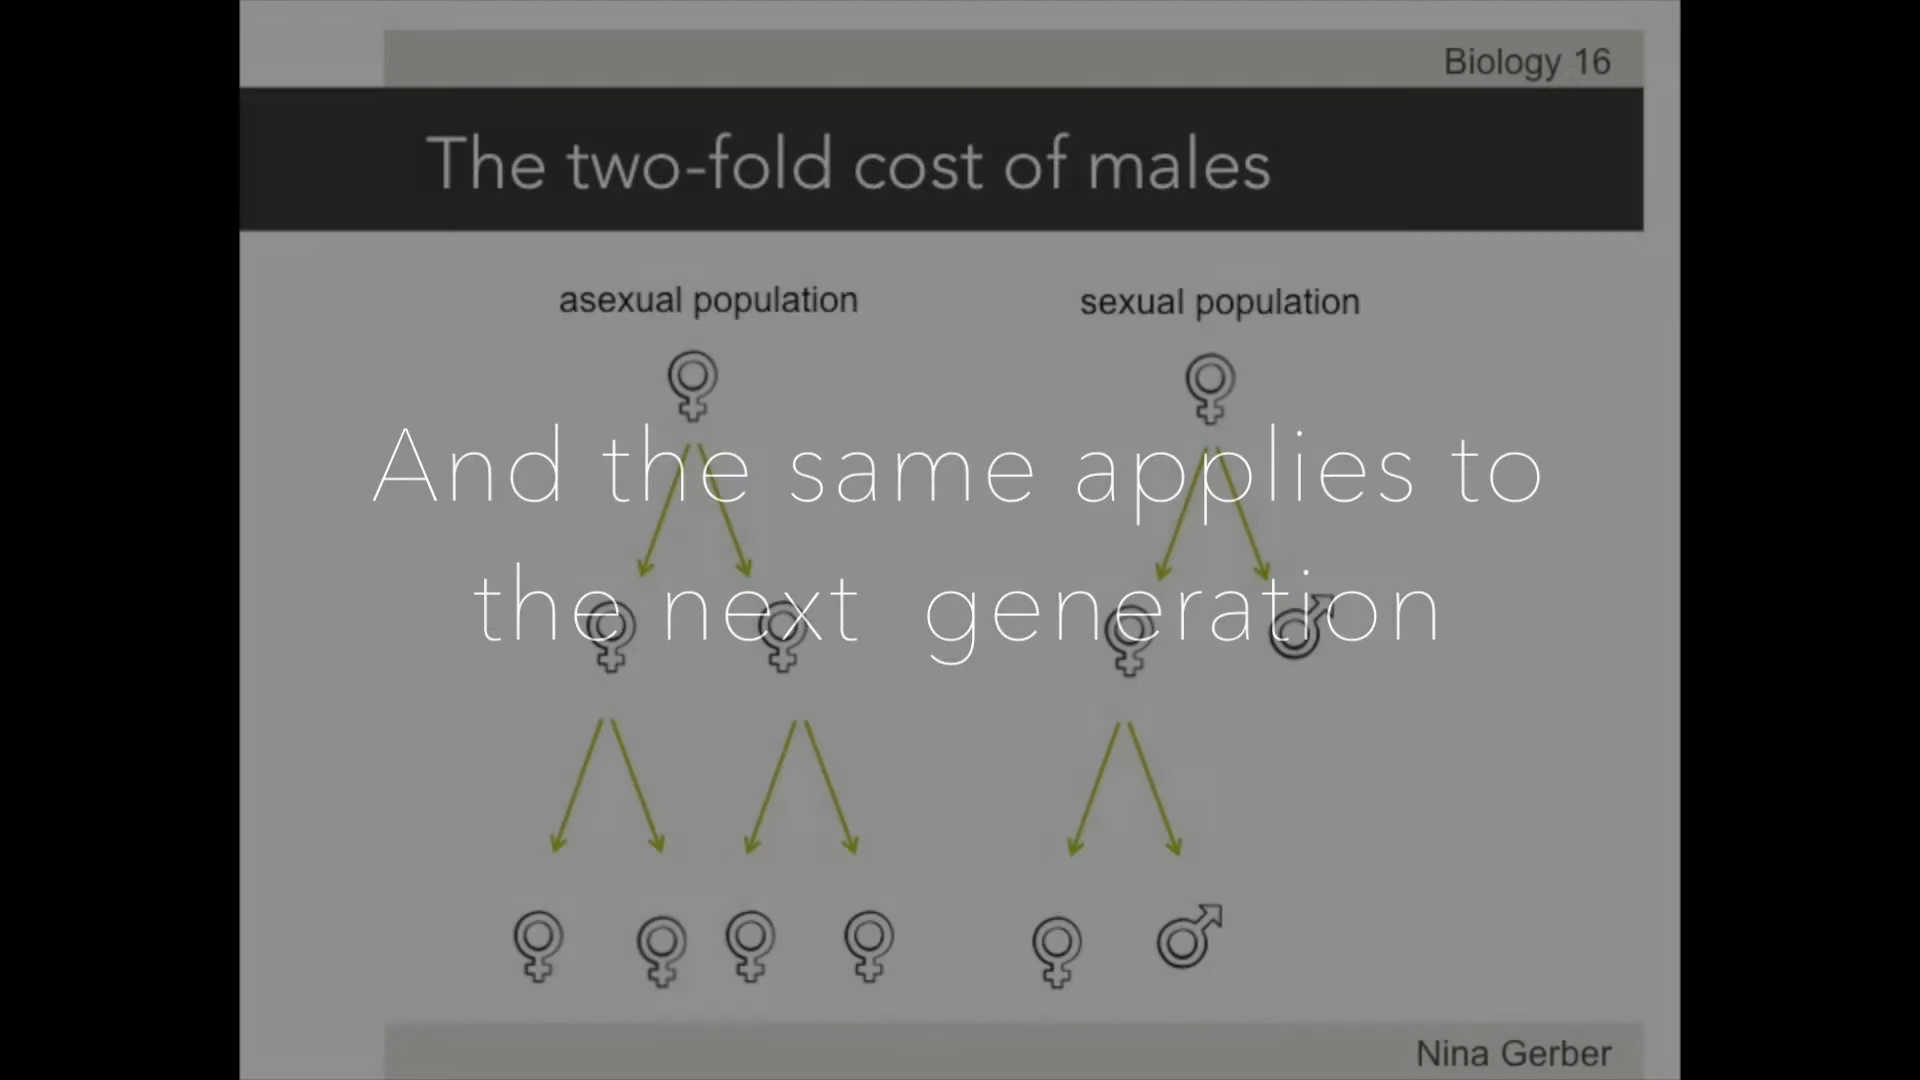 Biology 16
The two-fold cost of males
asexual population
sexual population
And the same applies to
the next generation
Nina Gerber